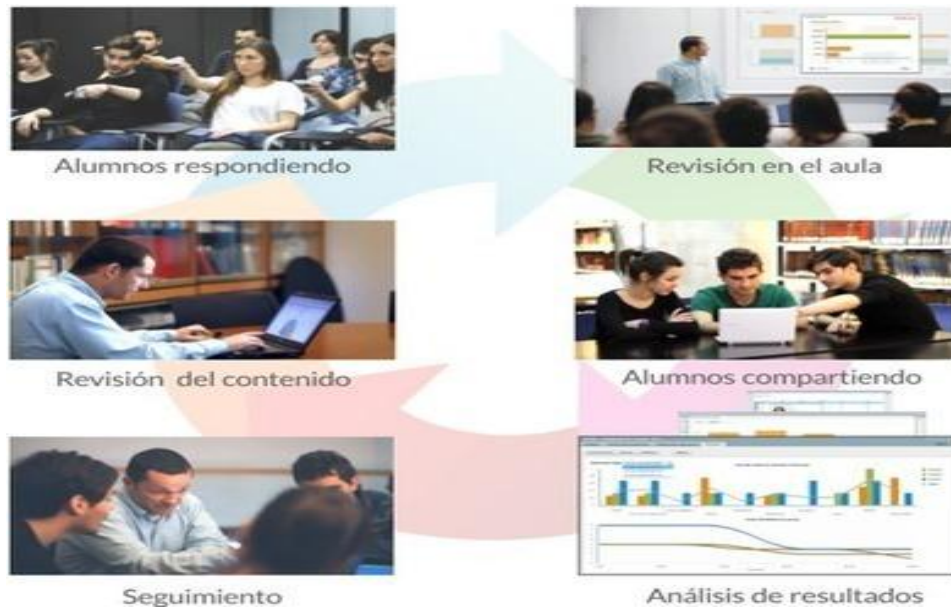 Alumnos respondiendo
Revisión en el aula
Revisión del contenido
Alumnos compartiendo
Seguimiento
Análisis de resultados